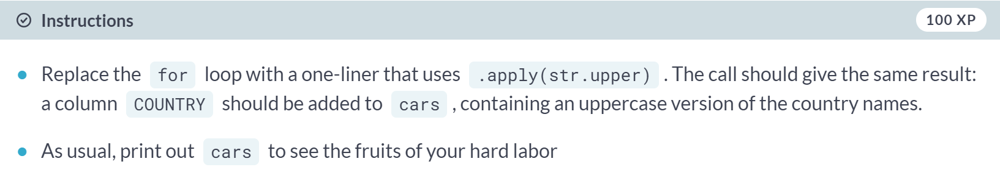 Instructions
100 XP
Replace the for loop with a one-liner that uses .apply(str.upper) . The call should give the same result:
a column COUNTRY should be added to cars , containing an uppercase version of the country names.
As usual, print out cars to see the fruits of your hard labor